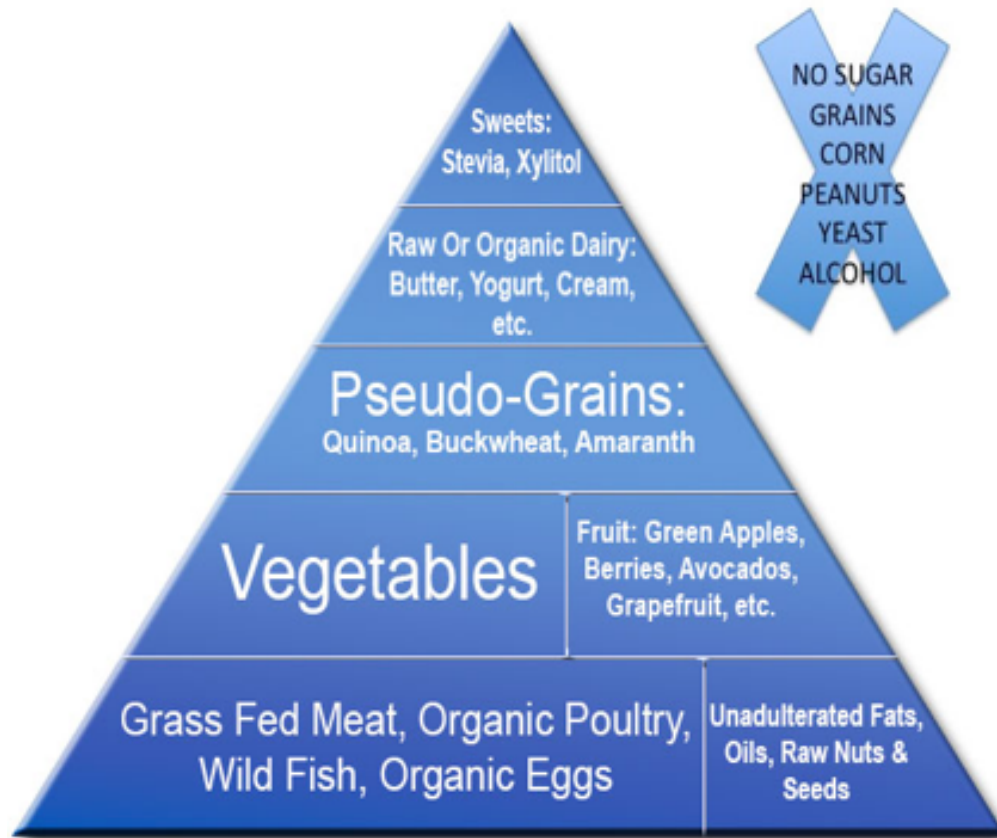 Sweets:
Stevia, Xylitol
NO SUGAR
GRAINS
CORN
PEANUTS
YEAST
ALCOHOL
Raw Or Organic Dairy:
Butter, Yogurt, Cream,
etc.
Pseudo-Grains:
Quinoa, Buckwheat, Amaranth
Vegetables
Fruit: Green Apples,
Berries, Avocados,
Grapefruit, etc.
Grass Fed Meat, Organic Poultry,
Wild Fish, Organic Eggs
Unadulterated Fats,
Oils, Raw Nuts &
Seeds